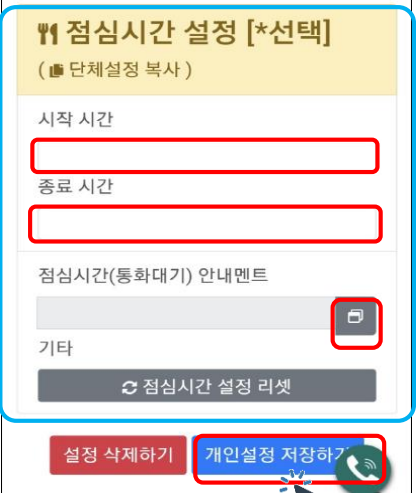 점심시간 설정 [*선택]
( 단체설정 복사 )
시작 시간
종료 시간
점심시간(통화대기) 안내멘트
기타
점심시간 설정 리셋
설정 삭제하기
개인설정 저장하기